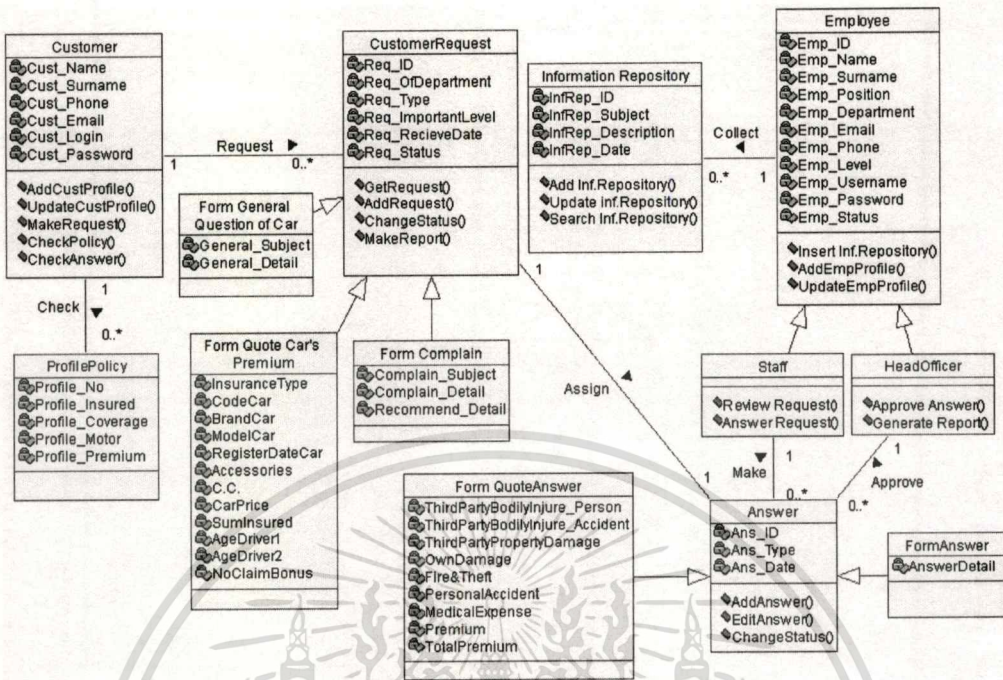 Customer
Cust_Name
Cust_Surname
Cust_Phone
Cust_Email
Cust_Login
Cust_Password
AddCustProfile()
UpdateCustProfile()
MakeRequest()
CheckPolicy()
CheckAnswer()
Request
1
0..*
CustomerRequest
Req_ID
Req_OfDepartment
Req_Type
Req_ImportantLevel
Req_RecieveDate
Req_Status
GetRequest()
AddRequest()
ChangeStatus()
MakeReport()
Information Repository
InfRep_ID
InfRep_Subject
InfRep_Description
InfRep_Date
Add Inf.Repository()
Update Inf.Repository()
Search Inf.Repository()
Collect
0..*
1
Employee
Emp_ID
Emp_Name
Emp_Surname
Emp_Position
Emp_Department
Emp_Email
Emp_Phone
Emp_Level
Emp_Username
Emp_Password
Emp_Status
Insert Inf.Repository()
AddEmpProfile()
UpdateEmpProfile()
Form General
Question of Car
General_Subject
General_Detail
1
Check
0..*
ProfilePolicy
Profile_No
Profile_Insured
Profile_Coverage
Profile_Motor
Profile_Premium
Form Quote Car's
Premium
InsuranceType
CodeCar
BrandCar
ModelCar
RegisterDateCar
Accessories
C.C.
CarPrice
SumInsured
AgeDriver1
AgeDriver2
NoClaimBonus
Form Complain
Complain_Subject
Complain_Detail
Recommend_Detail
1
Assign
1
Staff
Review Request()
Answer Request()
HeadOfficer
Approve Answer()
Generate Report()
Make
1
0..*
1
Approve
0..*
Form QuoteAnswer
ThirdPartyBodilyInjure_Person
ThirdPartyBodilyInjure_Accident
ThirdPartyPropertyDamage
OwnDamage
Fire&Theft
PersonalAccident
MedicalExpense
Premium
TotalPremium
Answer
Ans_ID
Ans_Type
Ans_Date
AddAnswer()
EditAnswer()
ChangeStatus()
FormAnswer
AnswerDetail